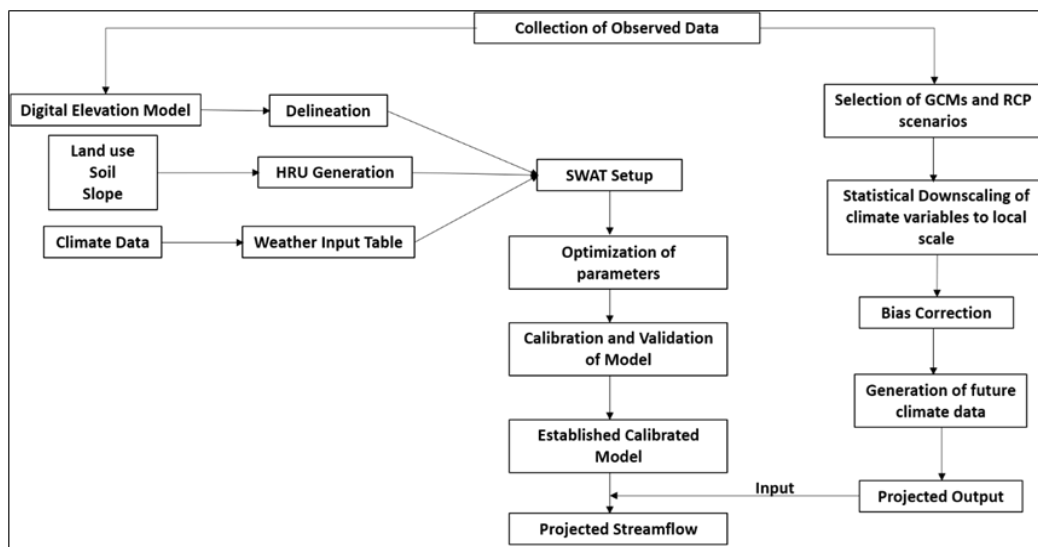 Collection of Observed Data
Digital Elevation Model
Delineation
Selection of GCMs and RCP
scenarios
Land use
Soil
Slope
HRU Generation
SWAT Setup
Statistical Downscaling of
climate variables to local
scale
Climate Data
Weather Input Table
Optimization of
parameters
Bias Correction
Calibration and Validation
of Model
Generation of future
climate data
Established Calibrated
Model
Input
Projected Output
Projected Streamflow